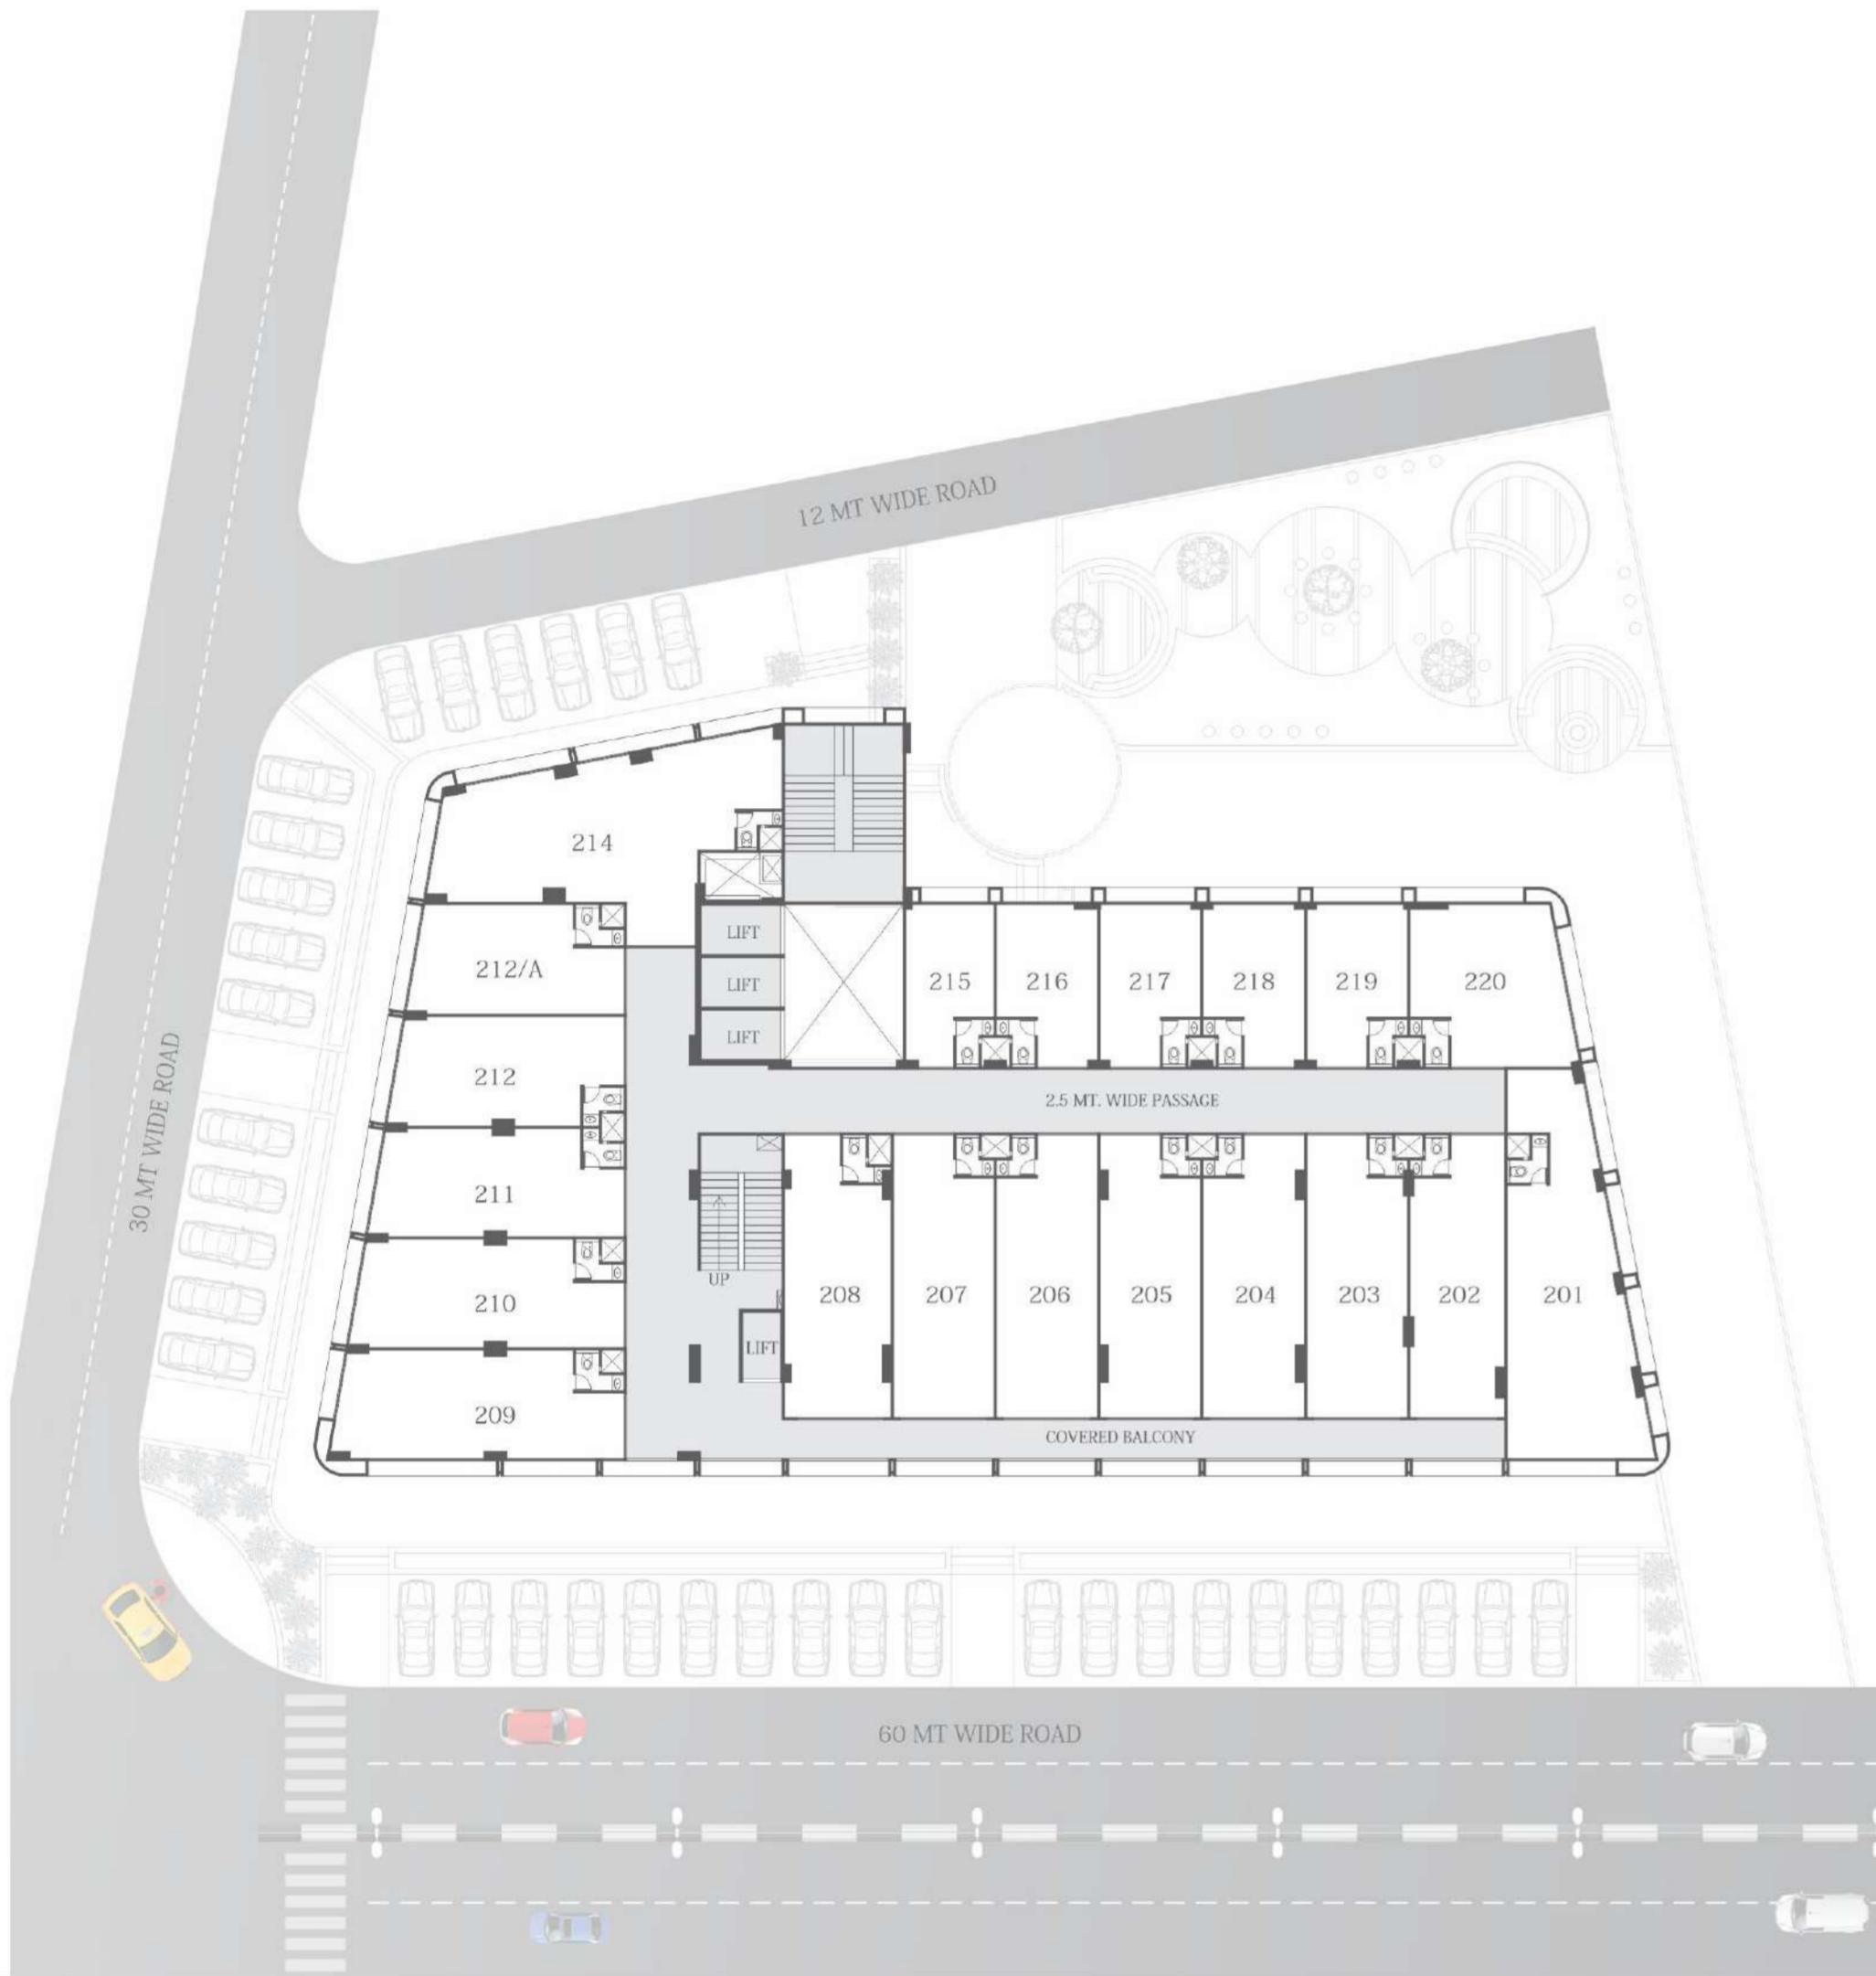 12 MT WIDE ROAD
30 MT WIDE ROAD
214
212/A
212
211
210
209
LIFT
LIFT
LIFT
215
216
217
218
219
220
2.5 MT. WIDE PASSAGE
UP
LIFT
208
207
206
205
204
203
202
201
COVERED BALCONY
60 MT WIDE ROAD